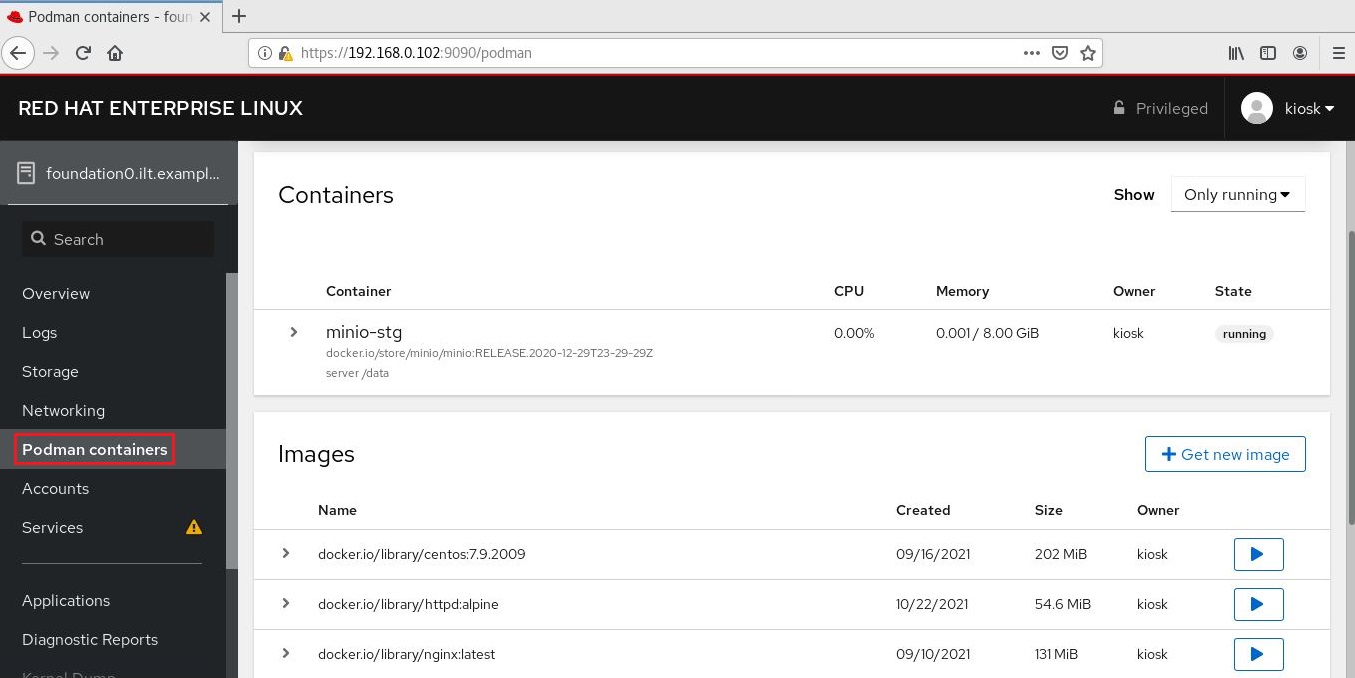 Podman containers - foun
https://192.168.0.102:9090/podman
RED HAT ENTERPRISE LINUX
Privileged
kiosk
foundation0.ilt.exampl...
Search
Overview
Logs
Storage
Networking
Podman containers
Accounts
Services
Applications
Diagnostic Reports
Kernel Dump
Containers
Show
Only running
Container CPU Memory Owner State
minio-stg 0.00% 0.001 / 8.00 GiB kiosk running
docker.io/store/minio/minio:RELEASE.2020-12-29T23-29-29Z
server /data
Images
Get new image
Name Created Size Owner
docker.io/library/centos:7.9.2009 09/16/2021 202 MiB kiosk
docker.io/library/httpd:alpine 10/22/2021 54.6 MiB kiosk
docker.io/library/nginx:latest 09/10/2021 131 MiB kiosk